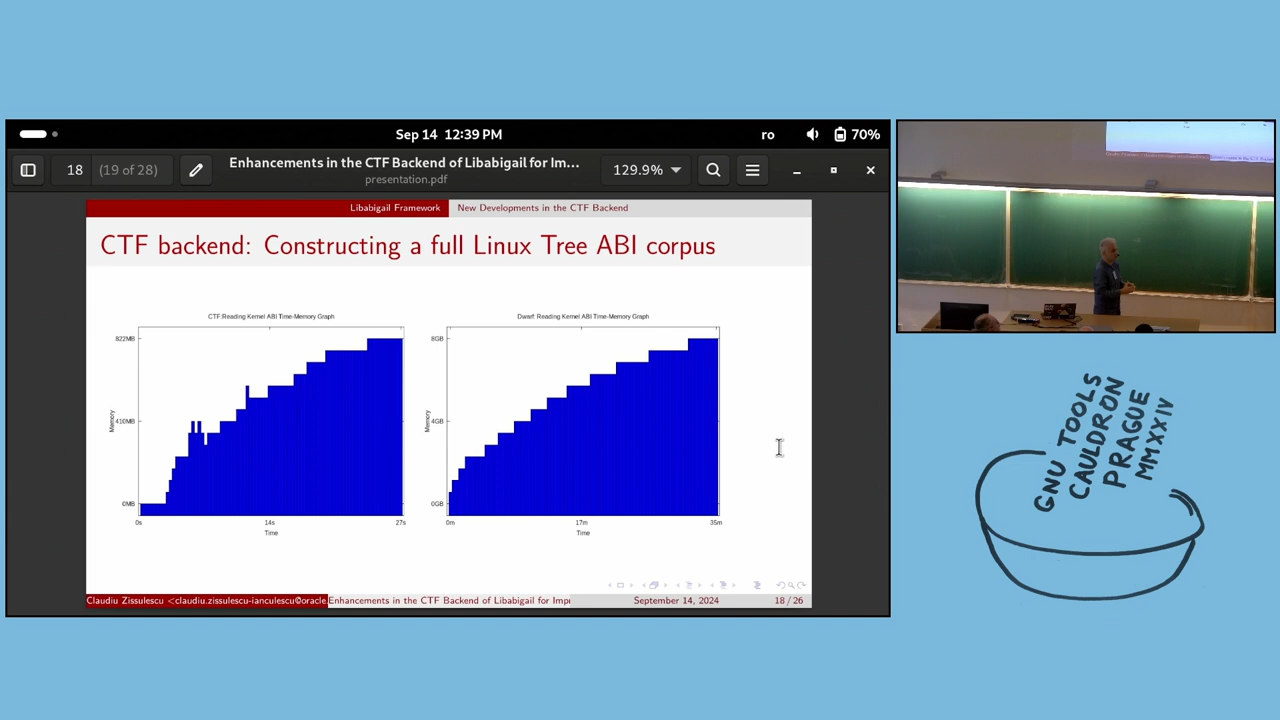 Sep 14 12:39 PM
ro
70%
18
(19 of 28)
Enhancements in the CTF Backend of Libabigail for Im...
presentation.pdf
129.9%
Libabigail Framework
New Developments in the CTF Backend
CTF backend: Constructing a full Linux Tree ABI corpus
CTF:Reading Kernel ABI Time-Memory Graph
822MB
410MB
0MB
Memory
0s
14s
27s
Time
Dwarf: Reading Kernel ABI Time-Memory Graph
8GB
4GB
0GB
Memory
0m
17m
35m
Time
Claudiu Zissulescu <claudiu.zissulescu-ianculescu@oracle
Enhancements in the CTF Backend of Libabigail for Impr
September 14, 2024
18 / 26
GNU TOOLS
CAULDRON
PRAGUE
MMXXIV